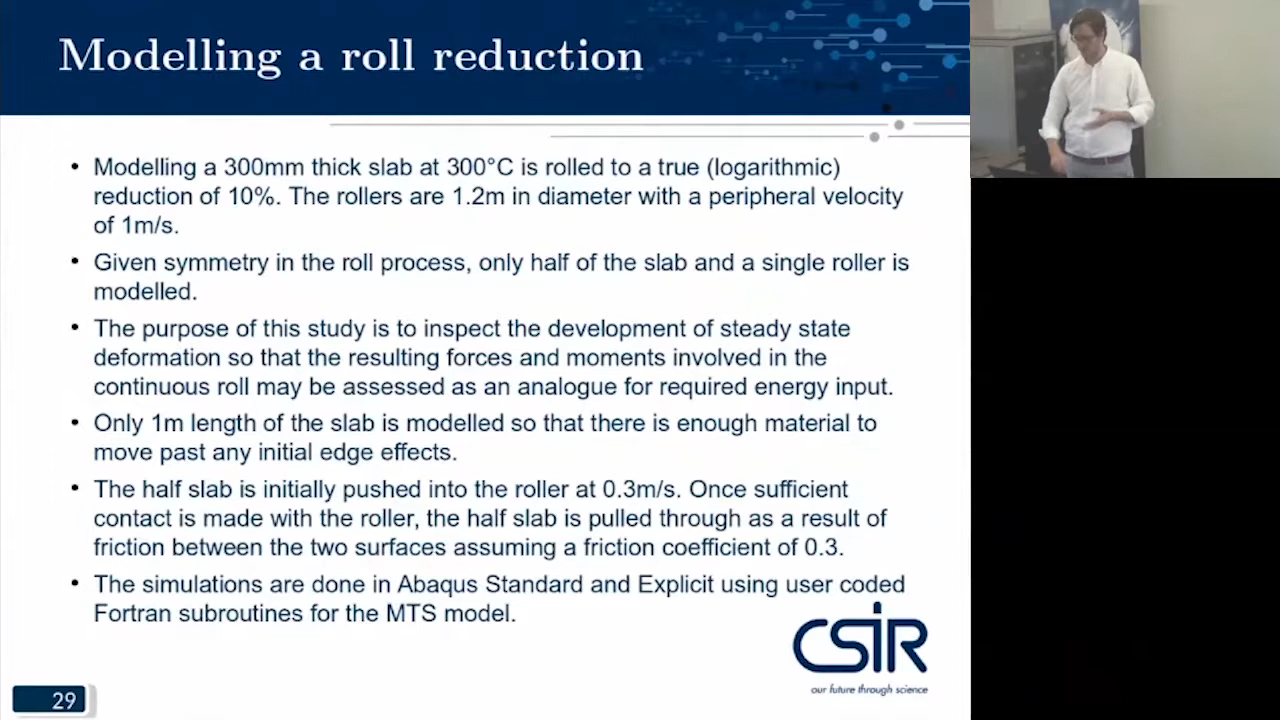 Modelling a roll reduction
• Modelling a 300mm thick slab at 300°C is rolled to a true (logarithmic)
reduction of 10%. The rollers are 1.2m in diameter with a peripheral velocity
of 1m/s.
• Given symmetry in the roll process, only half of the slab and a single roller is
modelled.
• The purpose of this study is to inspect the development of steady state
deformation so that the resulting forces and moments involved in the
continuous roll may be assessed as an analogue for required energy input.
• Only 1m length of the slab is modelled so that there is enough material to
move past any initial edge effects.
• The half slab is initially pushed into the roller at 0.3m/s. Once sufficient
contact is made with the roller, the half slab is pulled through as a result of
friction between the two surfaces assuming a friction coefficient of 0.3.
• The simulations are done in Abaqus Standard and Explicit using user coded
Fortran subroutines for the MTS model.
CSIR
our future through science
29